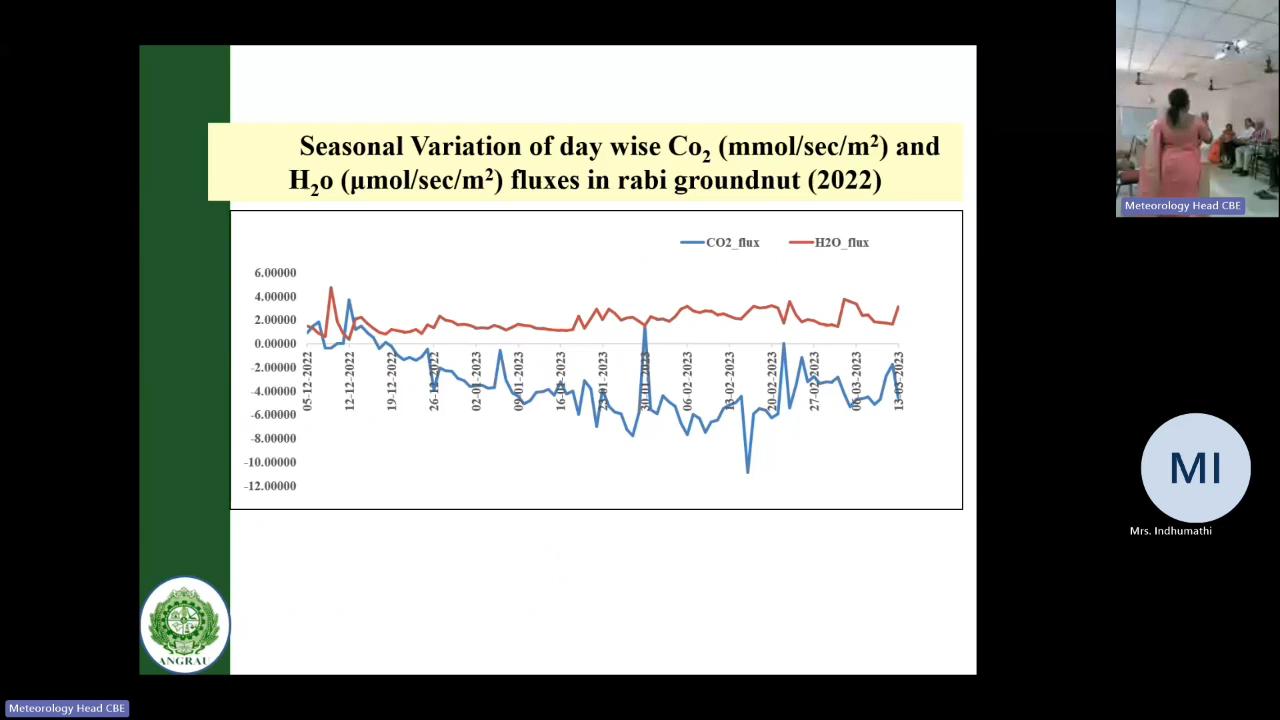 Seasonal Variation of day wise Co₂ (mmol/sec/m²) and
H₂o (µmol/sec/m²) fluxes in rabi groundnut (2022)
CO2_flux
H2O_flux
6.00000
4.00000
2.00000
0.00000
-2.00000
-4.00000
-6.00000
-8.00000
-10.00000
-12.00000
05-12-2022
12-12-2022
19-12-2022
26-12-2022
02-01-2023
09-01-2023
16-01-2023
23-01-2023
30-01-2023
06-02-2023
13-02-2023
20-02-2023
27-02-2023
06-03-2023
13-03-2023
ANGRAU
Meteorology Head CBE
MI
Mrs. Indhumathi
Meteorology Head CBE